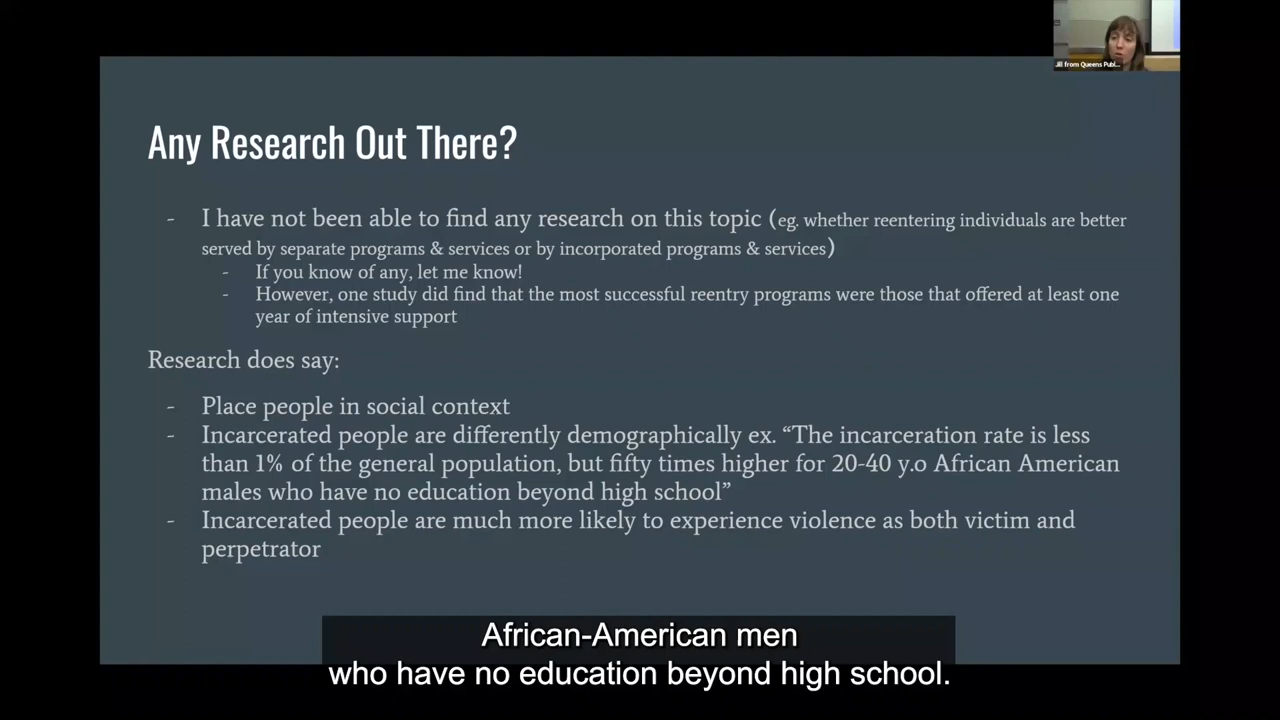 Jill from Queens Publ...
Any Research Out There?
- I have not been able to find any research on this topic (eg. whether reentering individuals are better
served by separate programs & services or by incorporated programs & services)
- If you know of any, let me know!
- However, one study did find that the most successful reentry programs were those that offered at least one
year of intensive support
Research does say:
- Place people in social context
- Incarcerated people are differently demographically ex. “The incarceration rate is less
than 1% of the general population, but fifty times higher for 20-40 y.o African American
males who have no education beyond high school”
- Incarcerated people are much more likely to experience violence as both victim and
perpetrator
African-American men
who have no education beyond high school.